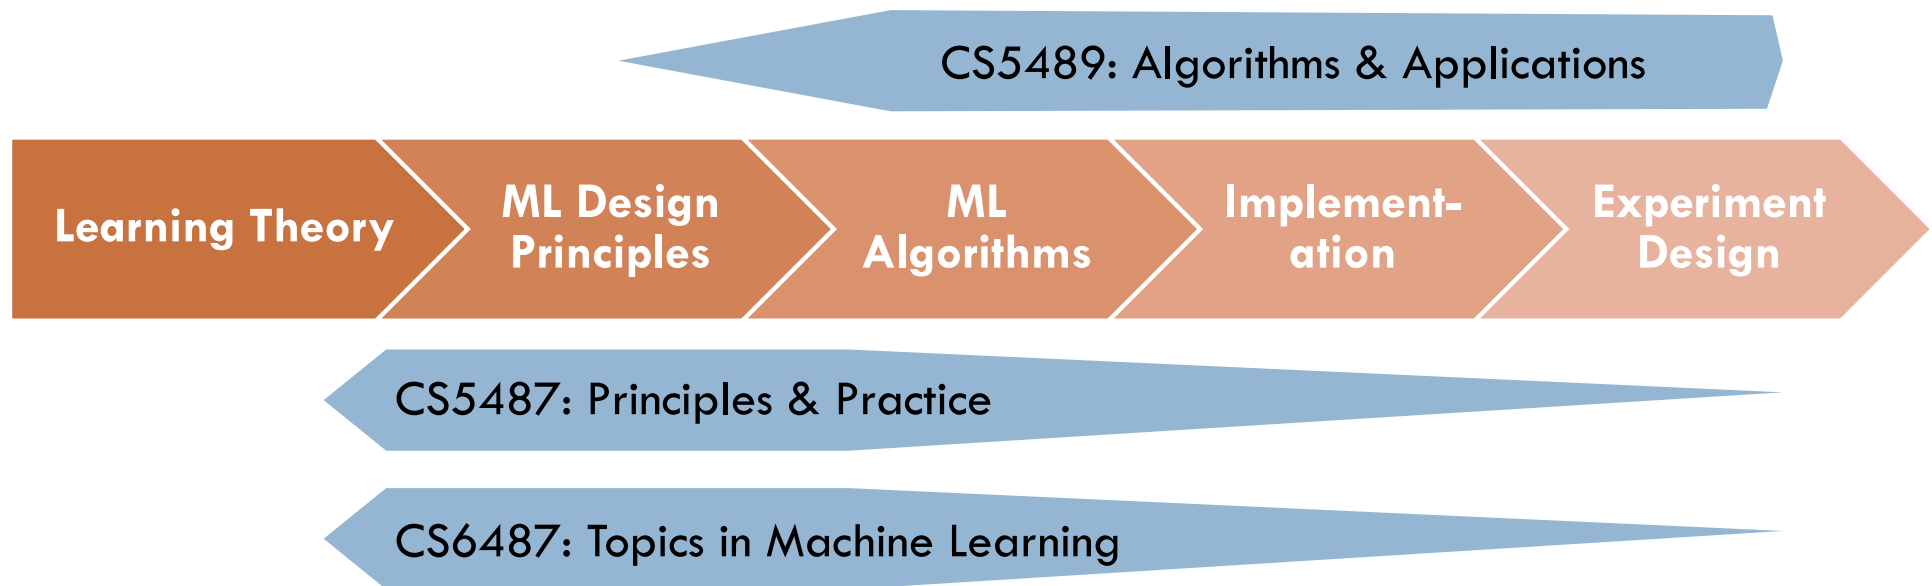 CS5489: Algorithms & Applications
Learning Theory
ML Design
Principles
ML
Algorithms
Implement-
ation
Experiment
Design
CS5487: Principles & Practice
CS6487: Topics in Machine Learning